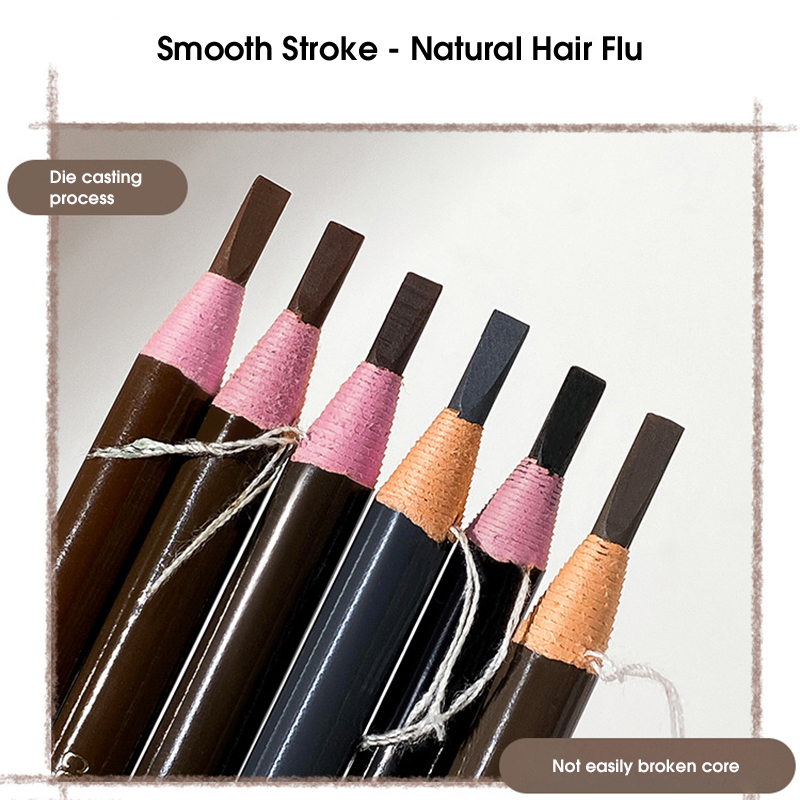 Smooth Stroke - Natural Hair Flu
Die casting
process
Not easily broken core